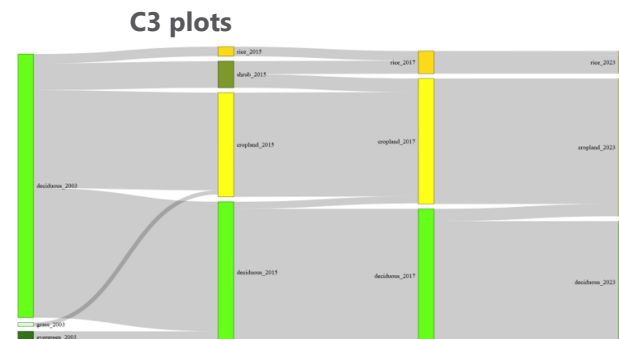 C3 plots
rice_2015
shrub_2015
rice_2017
rice_2023
cropland_2015
cropland_2017
cropland_2023
deciduous_2003
deciduous_2015
deciduous_2017
deciduous_2023
grass_2003
evergreen_2003